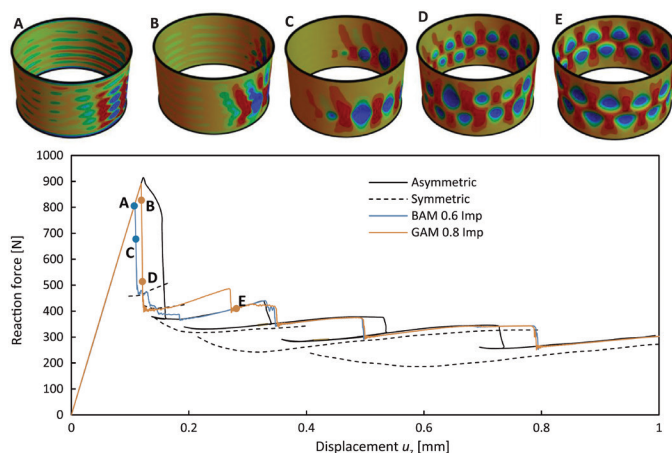 A
B
C
D
E
1000
900
800
700
600
500
400
300
200
100
0
Reaction force [N]
A
B
C
D
E
Asymmetric
Symmetric
BAM 0.6 Imp
GAM 0.8 Imp
0
0.2
0.4
0.6
0.8
1
Displacement u, [mm]